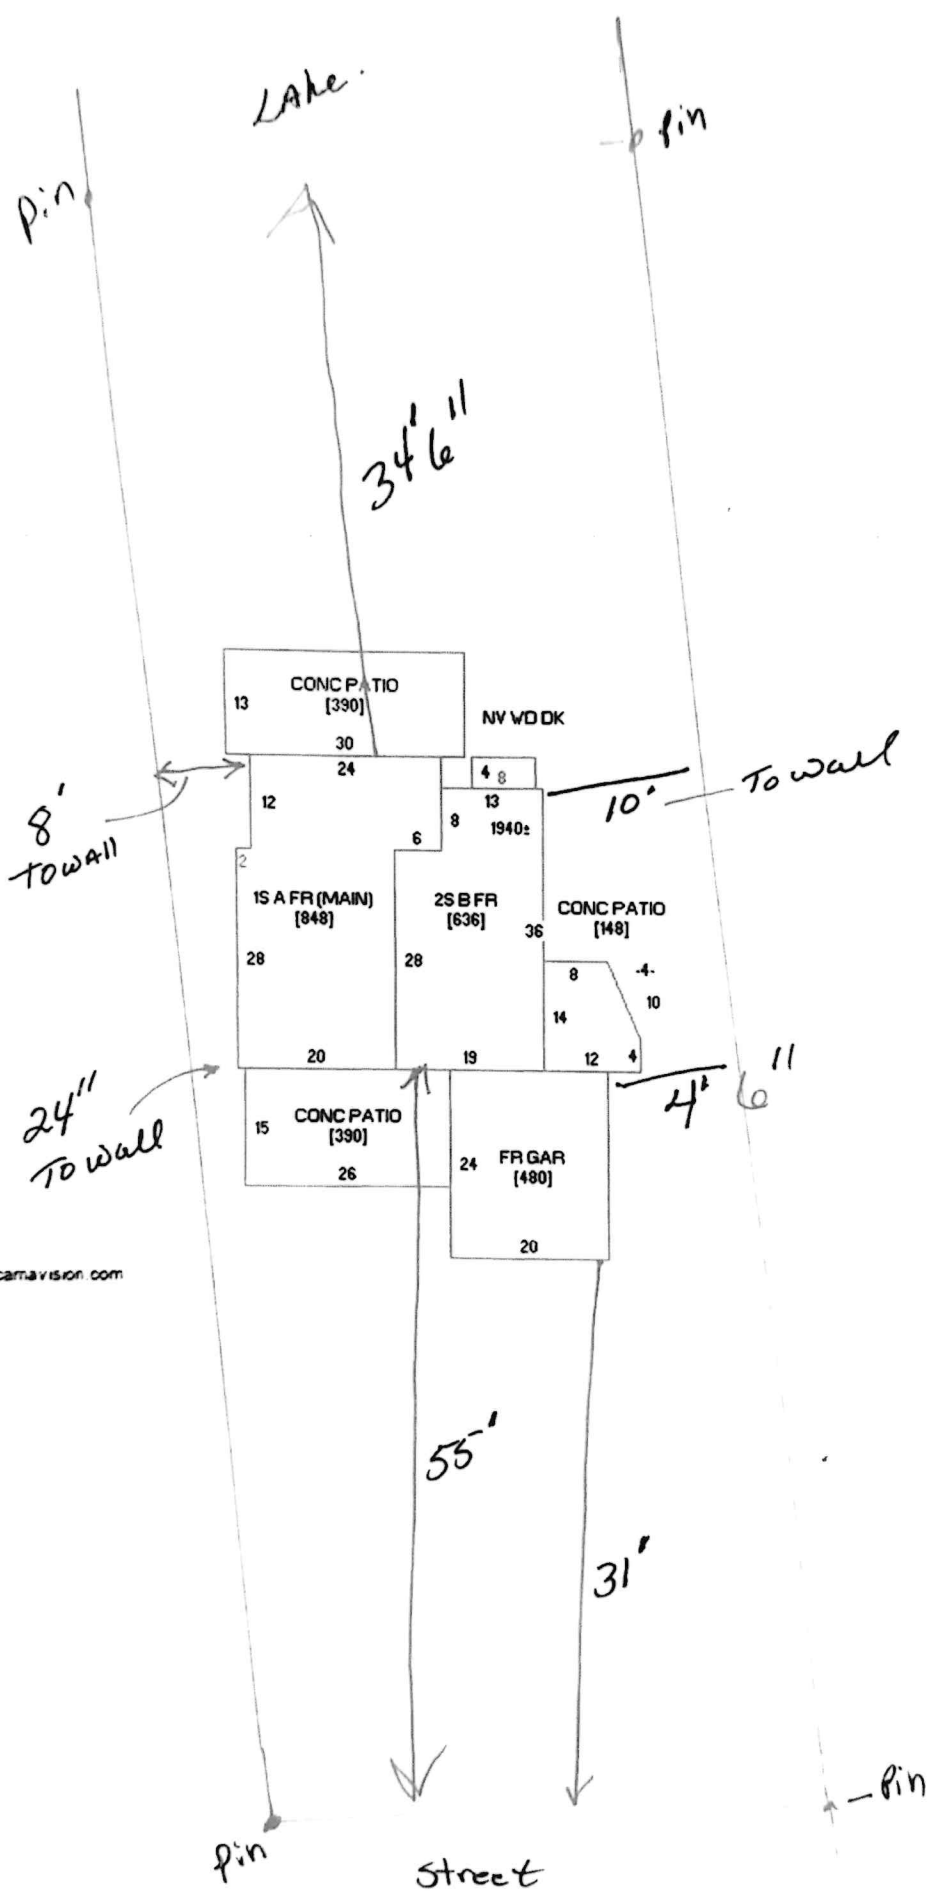 LAke.
pin
pin
34' 6"
CONC PATIO
[390]
13
30
NV WD DK
24
4 8
13
12
8
1940±
6
2
8'
TO WAll
10'
To wall
1S A FR (MAIN)
[848]
2S B FR
[636]
CONC PATIO
[148]
36
28
28
8
-4-
10
14
20
19
12
4
24"
To wall
4' 6"
15
CONC PATIO
[390]
26
24
FR GAR
[480]
20
camavision.com
55'
31'
pin
pin
Street